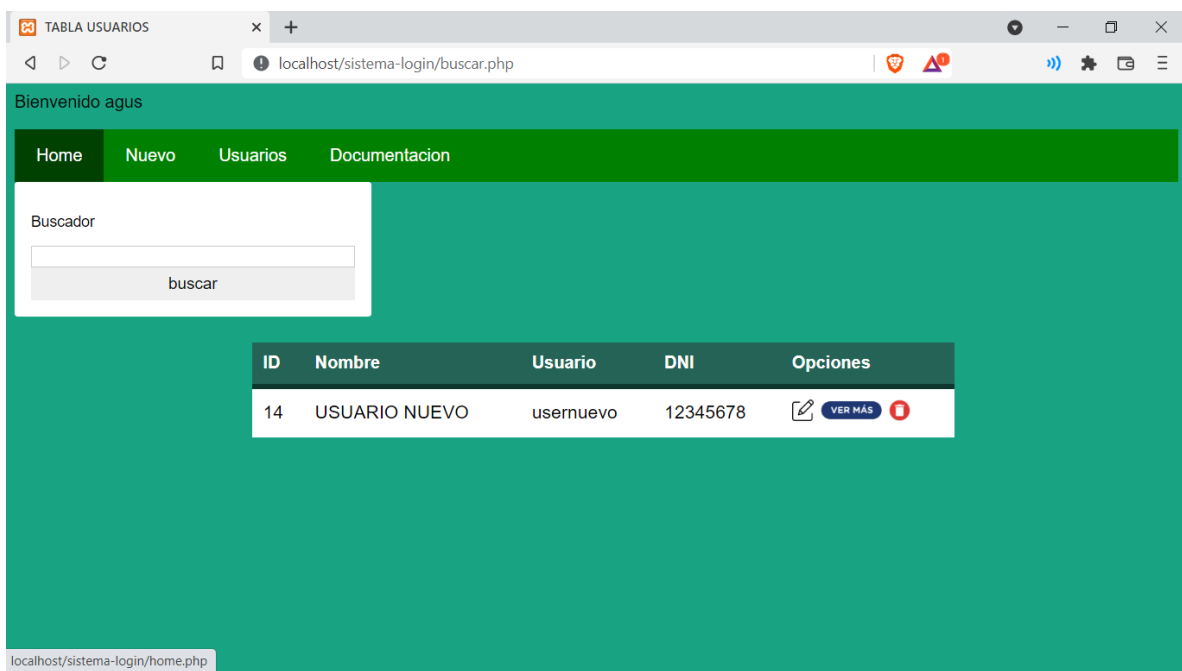 TABLA USUARIOS
localhost/sistema-login/buscar.php
1
Bienvenido agus
Home Nuevo Usuarios Documentacion
Buscador
buscar
ID Nombre Usuario DNI Opciones
14 USUARIO NUEVO usernuevo 12345678 VER MÁS
localhost/sistema-login/home.php